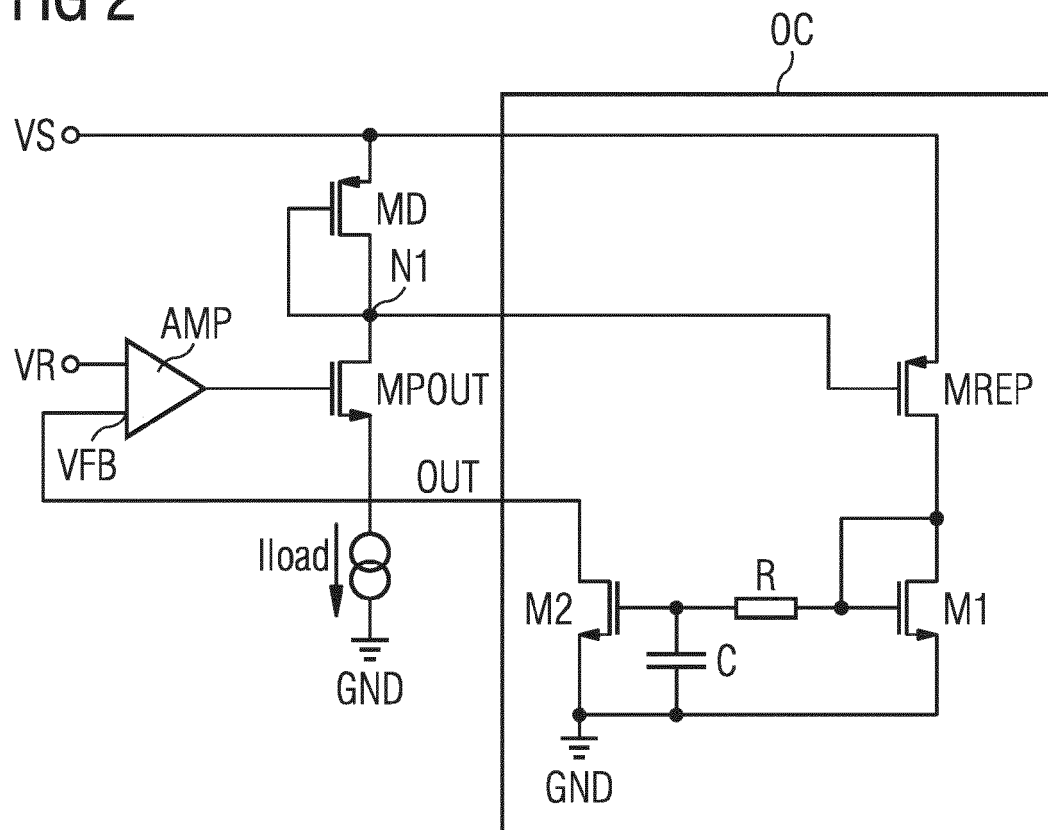 FIG 2
OC
VS
MD
N1
AMP
VR
MPOUT
MREP
VFB
OUT
Iload
R
M2
M1
C
GND
GND